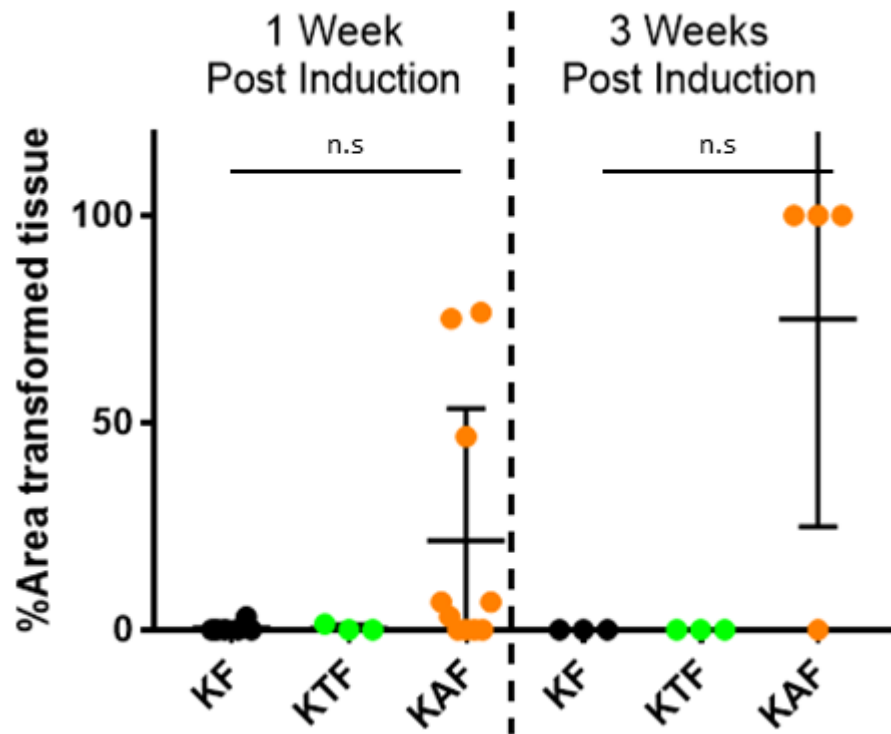 1 Week
Post Induction
3 Weeks
Post Induction
n.s
n.s
%Area transformed tissue
100
50
0
KF
KTF
KAF
KF
KTF
KAF